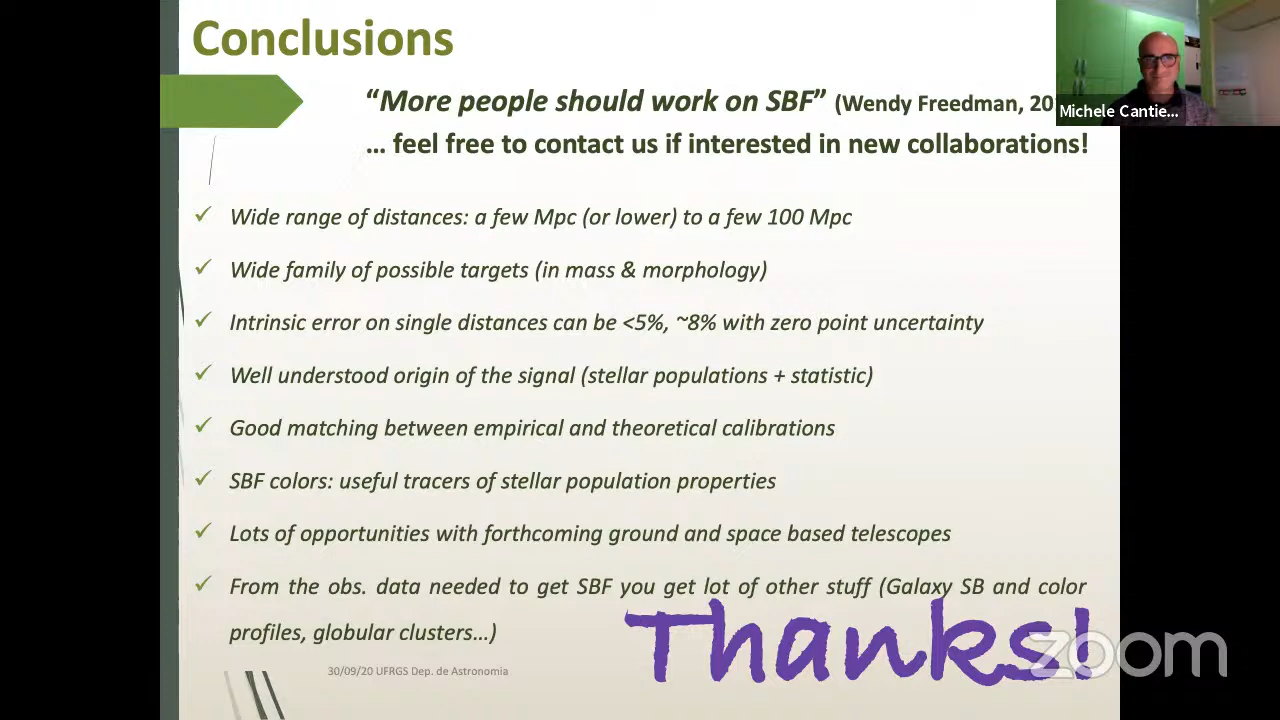 Conclusions
“More people should work on SBF” (Wendy Freedman, 20
… feel free to contact us if interested in new collaborations!
Michele Cantie...
✓ Wide range of distances: a few Mpc (or lower) to a few 100 Mpc
✓ Wide family of possible targets (in mass & morphology)
✓ Intrinsic error on single distances can be <5%, ~8% with zero point uncertainty
✓ Well understood origin of the signal (stellar populations + statistic)
✓ Good matching between empirical and theoretical calibrations
✓ SBF colors: useful tracers of stellar population properties
✓ Lots of opportunities with forthcoming ground and space based telescopes
✓ From the obs. data needed to get SBF you get lot of other stuff (Galaxy SB and color
profiles, globular clusters…)
Thanks!
zoom
30/09/20 UFRGS Dep. de Astronomia